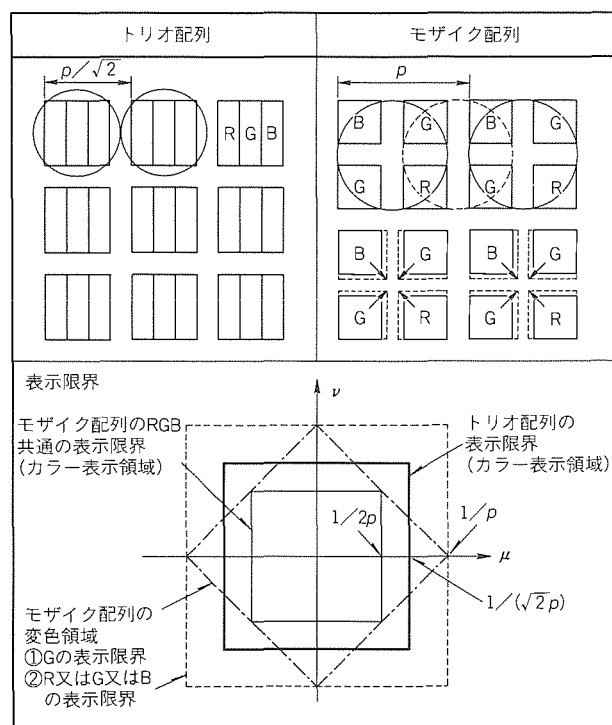 トリオ配列
モザイク配列
p/√2
R G B
p
B G B G
G R G R
B G B G
G R G R
表示限界
ν
モザイク配列のRGB
共通の表示限界
(カラー表示領域)
トリオ配列の
表示限界
(カラー表示領域)
1/2p
1/p
μ
1/(√2p)
モザイク配列の
変色領域
①Gの表示限界
②R又はG又はB
の表示限界